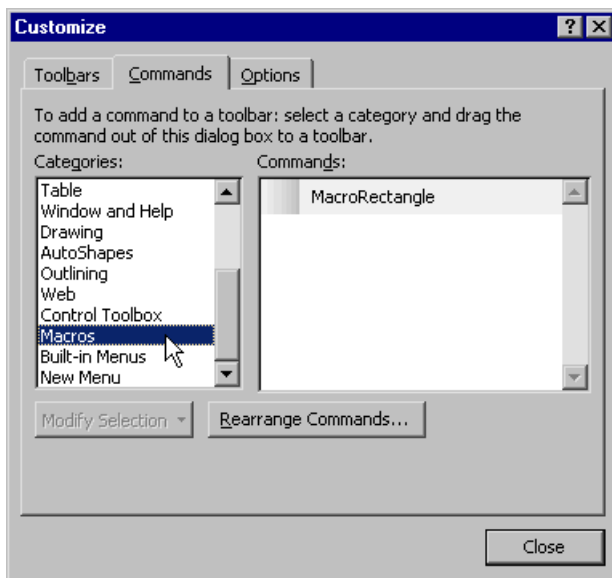 Customize
Toolbars Commands Options
To add a command to a toolbar: select a category and drag the
command out of this dialog box to a toolbar.
Categories: Commands:
Table
Window and Help
Drawing
AutoShapes
Outlining
Web
Control Toolbox
Macros
Built-in Menus
New Menu
MacroRectangle
Modify Selection Rearrange Commands...
Close